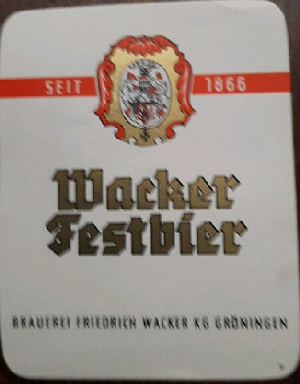 SEIT 1866
Wacker
Festbier
BRAUEREI FRIEDRICH WACKER KG GRÖNINGEN